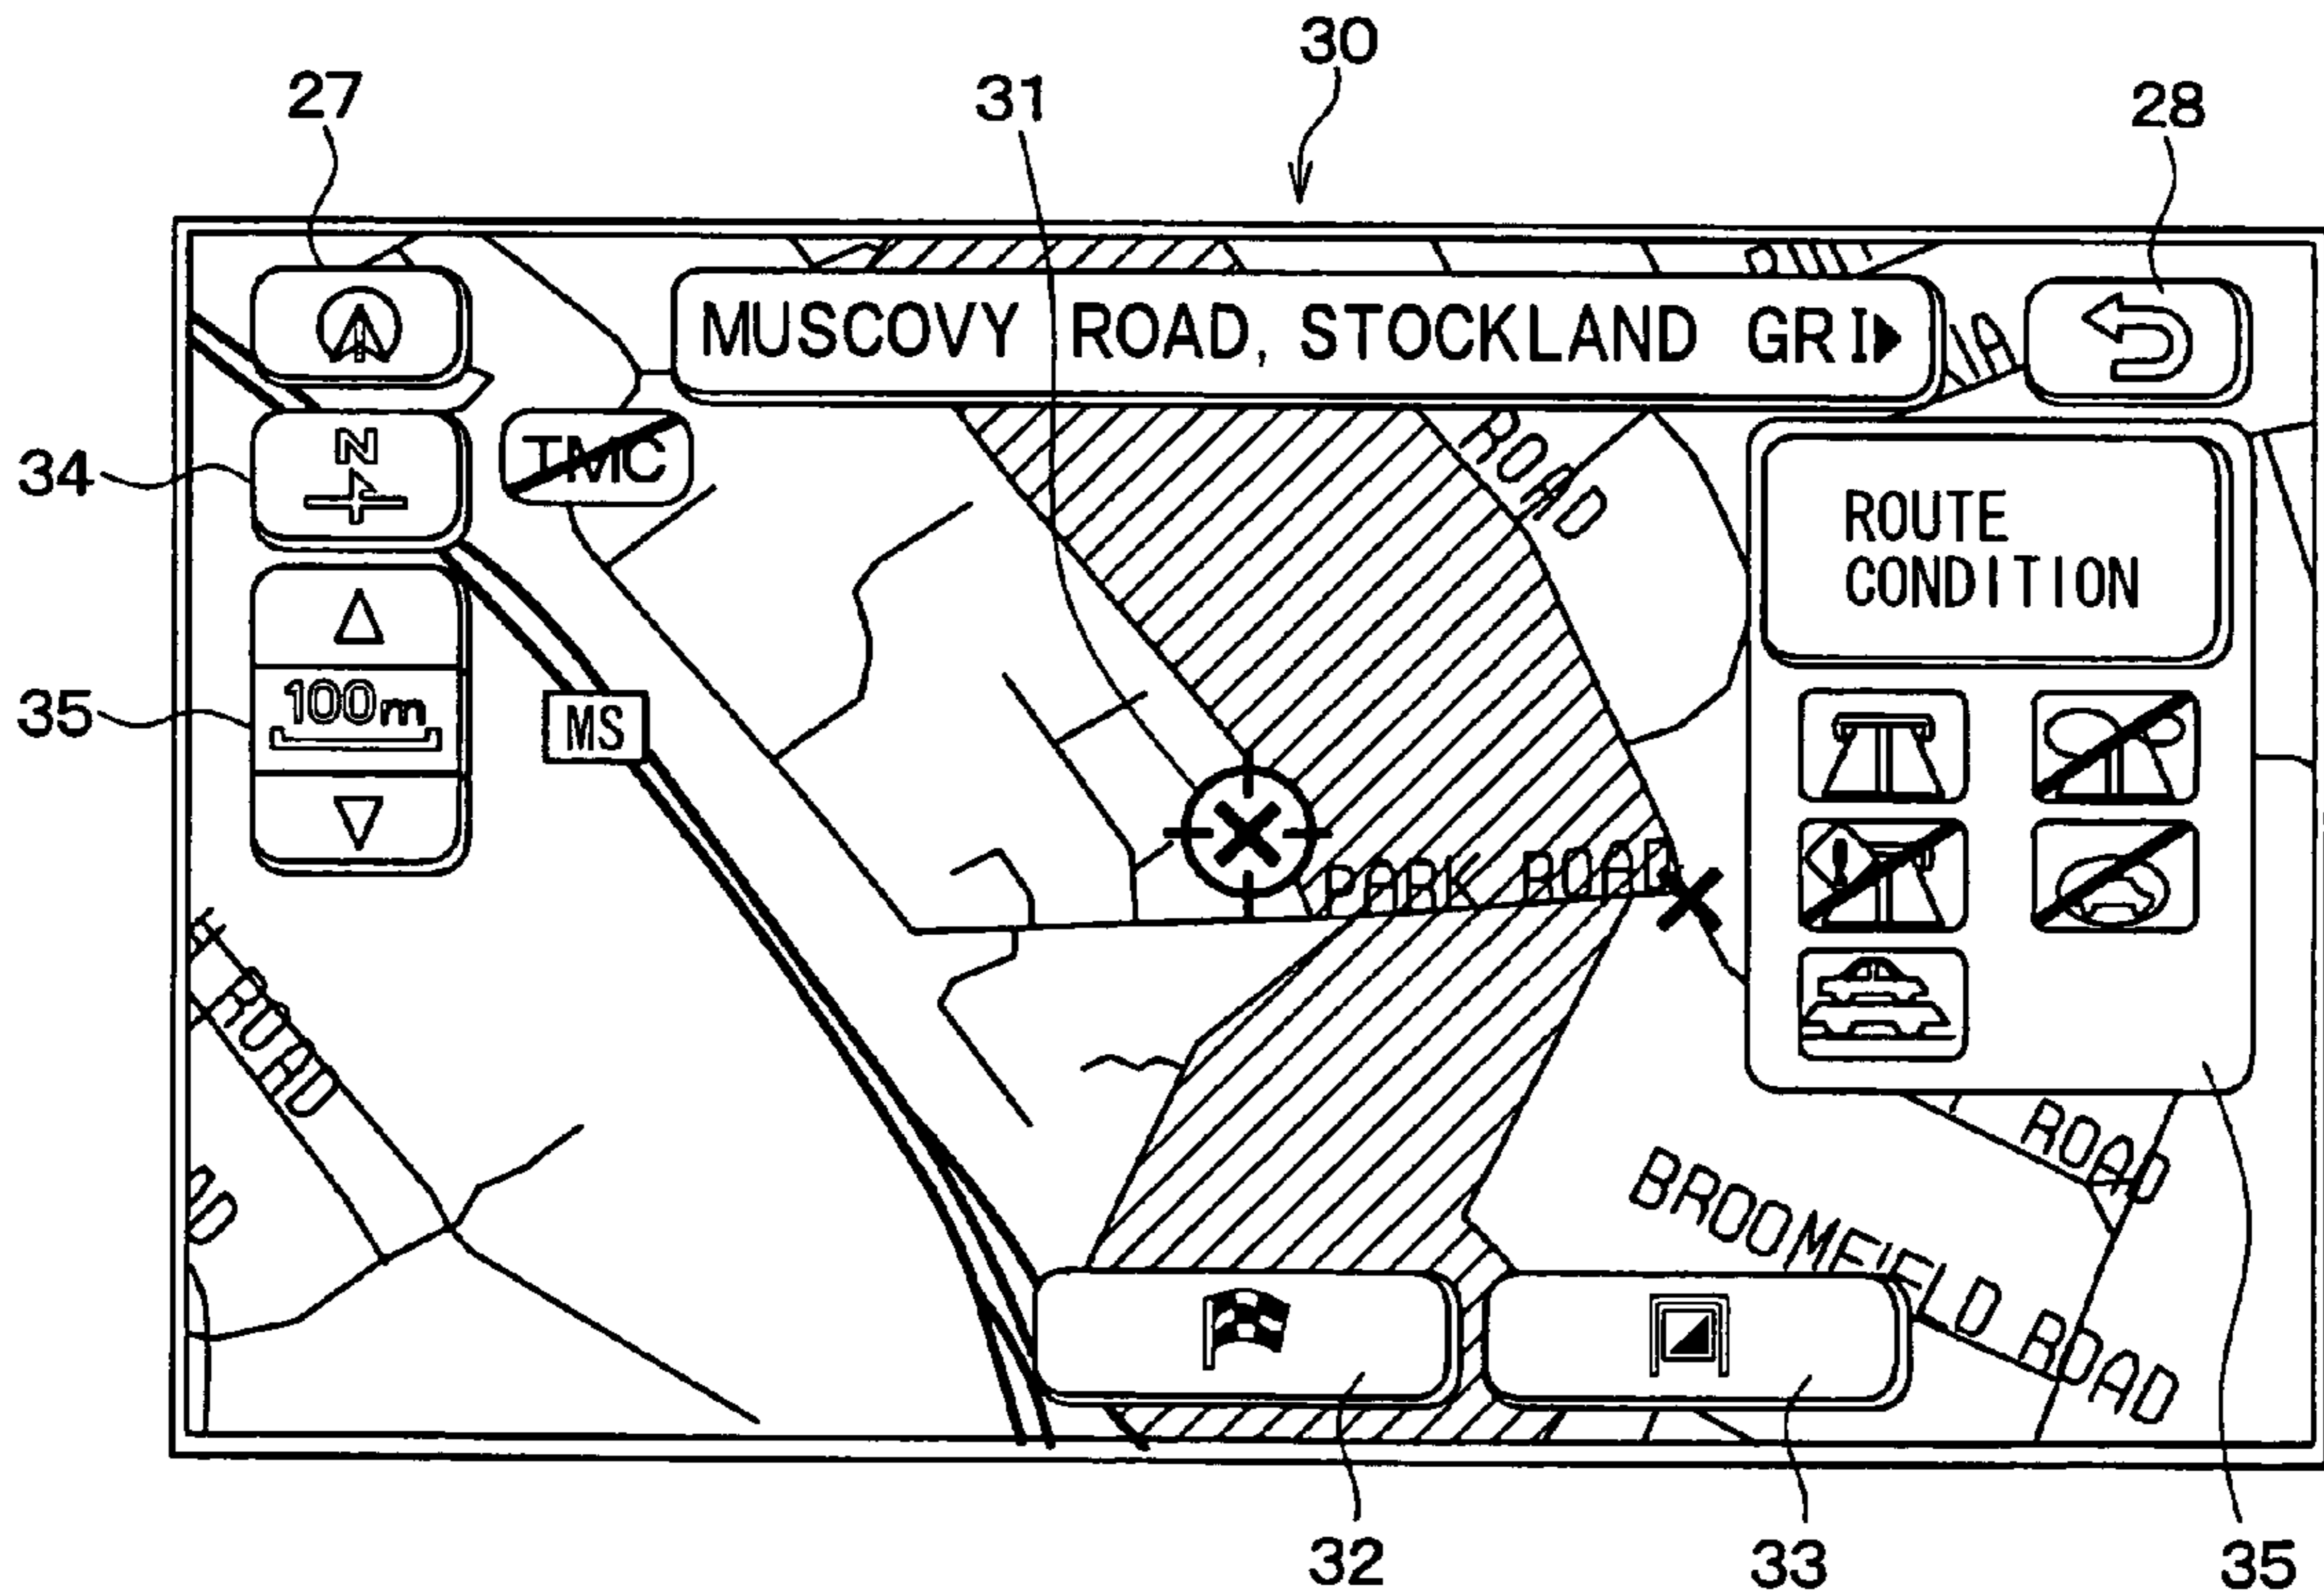 30
31
27
28
MUSCOVY ROAD, STOCKLAND GRI
IA
N
34
TMC
ROAD
ROUTE
CONDITION
100m
35
MS
PARK ROAD
ROAD
ROAD
BROOMFIELD ROAD
32
33
35